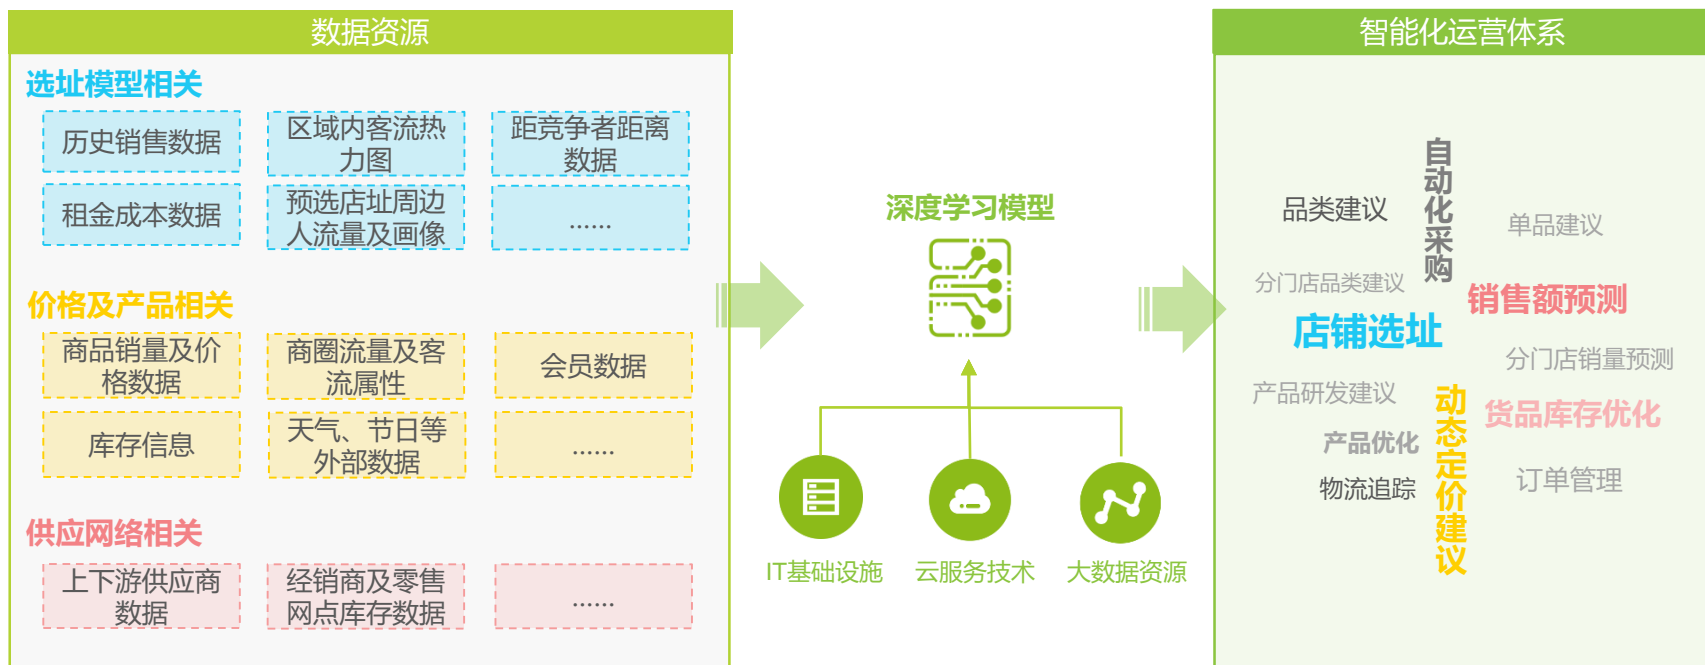 数据资源
选址模型相关
历史销售数据
区域内客流热
力图
距竞争者距离
数据
租金成本数据
预选店址周边
人流量及画像
……
价格及产品相关
商品销量及价
格数据
商圈流量及客
流属性
会员数据
库存信息
天气、节日等
外部数据
……
供应网络相关
上下游供应商
数据
经销商及零售
网点库存数据
……
深度学习模型
IT基础设施
云服务技术
大数据资源
智能化运营体系
自动化采购
品类建议
单品建议
分门店品类建议
销售额预测
店铺选址
分门店销量预测
产品研发建议
动态定价建议
货品库存优化
产品优化
物流追踪
订单管理